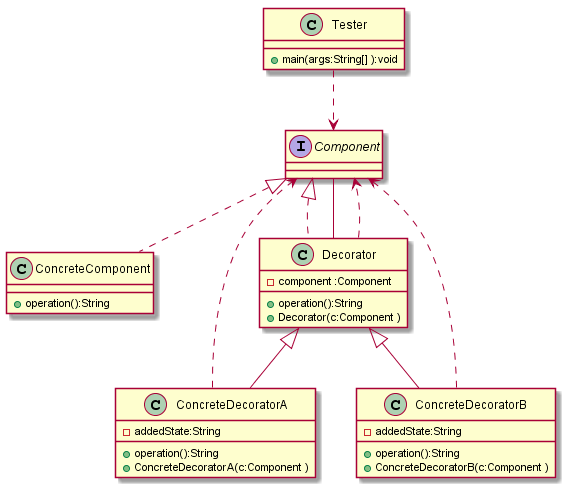 C Tester
main(args:String[] ):void
I Component
C ConcreteComponent
operation():String
C Decorator
component :Component
operation():String
Decorator(c:Component )
C ConcreteDecoratorA
addedState:String
operation():String
ConcreteDecoratorA(c:Component )
C ConcreteDecoratorB
addedState:String
operation():String
ConcreteDecoratorB(c:Component )